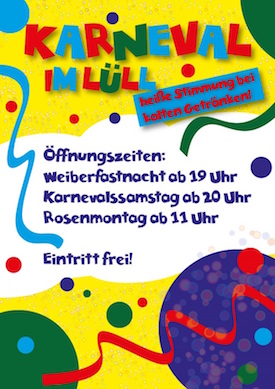 KARNEVAL
IM LÜLL
heiße Stimmung bei
kalten Getränken!
Öffnungszeiten:
Weiberfastnacht ab 19 Uhr
Karnevalssamstag ab 20 Uhr
Rosenmontag ab 11 Uhr
Eintritt frei!